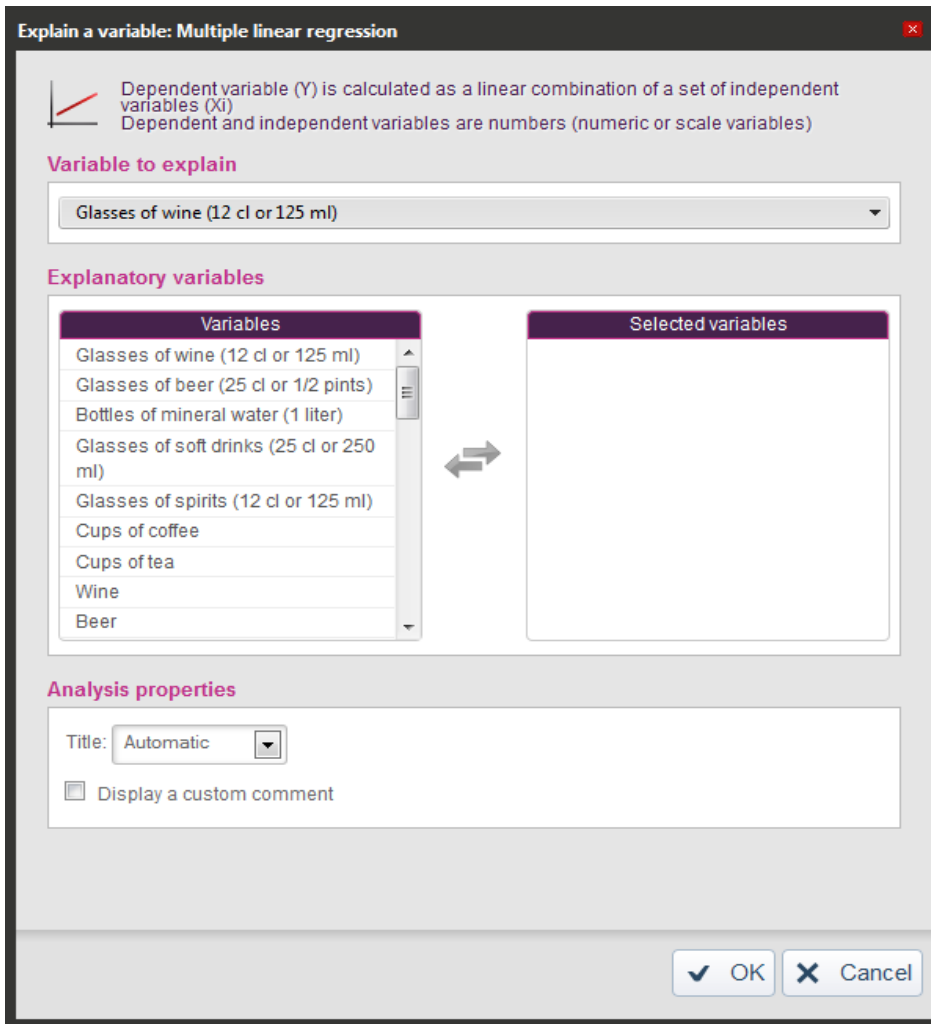 Explain a variable: Multiple linear regression
Dependent variable (Y) is calculated as a linear combination of a set of independent
variables (Xi)
Dependent and independent variables are numbers (numeric or scale variables)
Variable to explain
Glasses of wine (12 cl or 125 ml)
Explanatory variables
Variables
Glasses of wine (12 cl or 125 ml)
Glasses of beer (25 cl or 1/2 pints)
Bottles of mineral water (1 liter)
Glasses of soft drinks (25 cl or 250
ml)
Glasses of spirits (12 cl or 125 ml)
Cups of coffee
Cups of tea
Wine
Beer
Selected variables
Analysis properties
Title: Automatic
Display a custom comment
OK Cancel